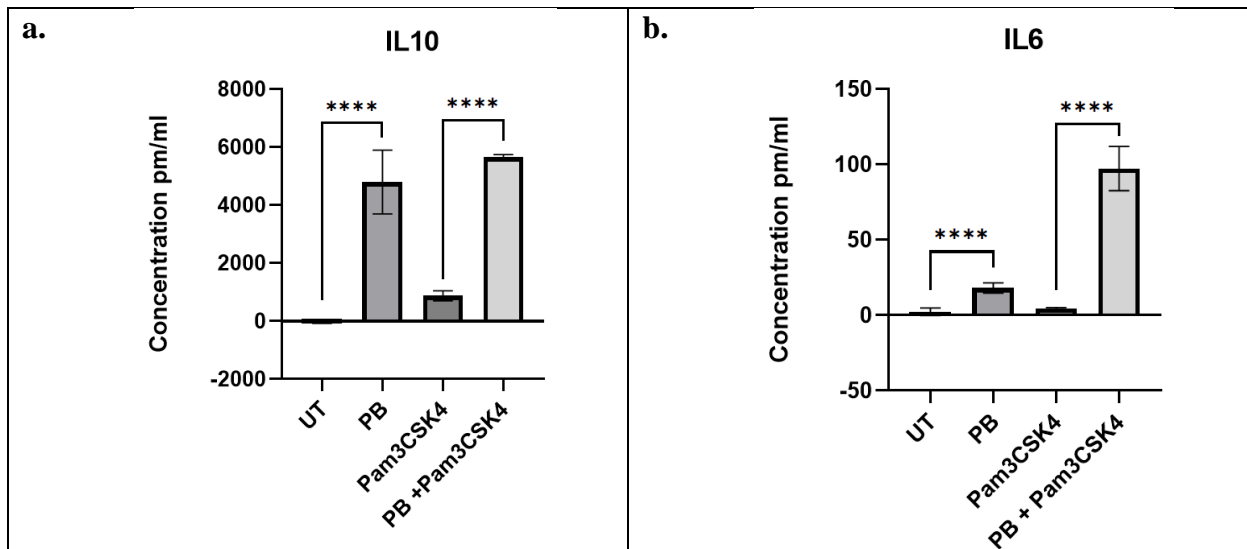 a.
IL10
Concentration pm/ml
8000
6000
4000
2000
0
-2000
****
****
UT
PB
Pam3CSK4
PB +Pam3CSK4
b.
IL6
Concentration pm/ml
150
100
50
0
-50
****
****
UT
PB
Pam3CSK4
PB + Pam3CSK4